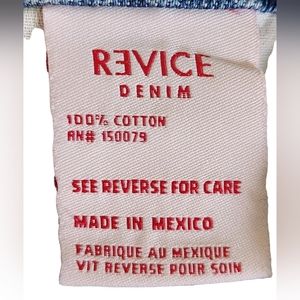 RƎVICE
DENIM
100% COTTON
RN# 150079
SEE REVERSE FOR CARE
MADE IN MEXICO
FABRIQUE AU MEXIQUE
VIT REVERSE POUR SOIN